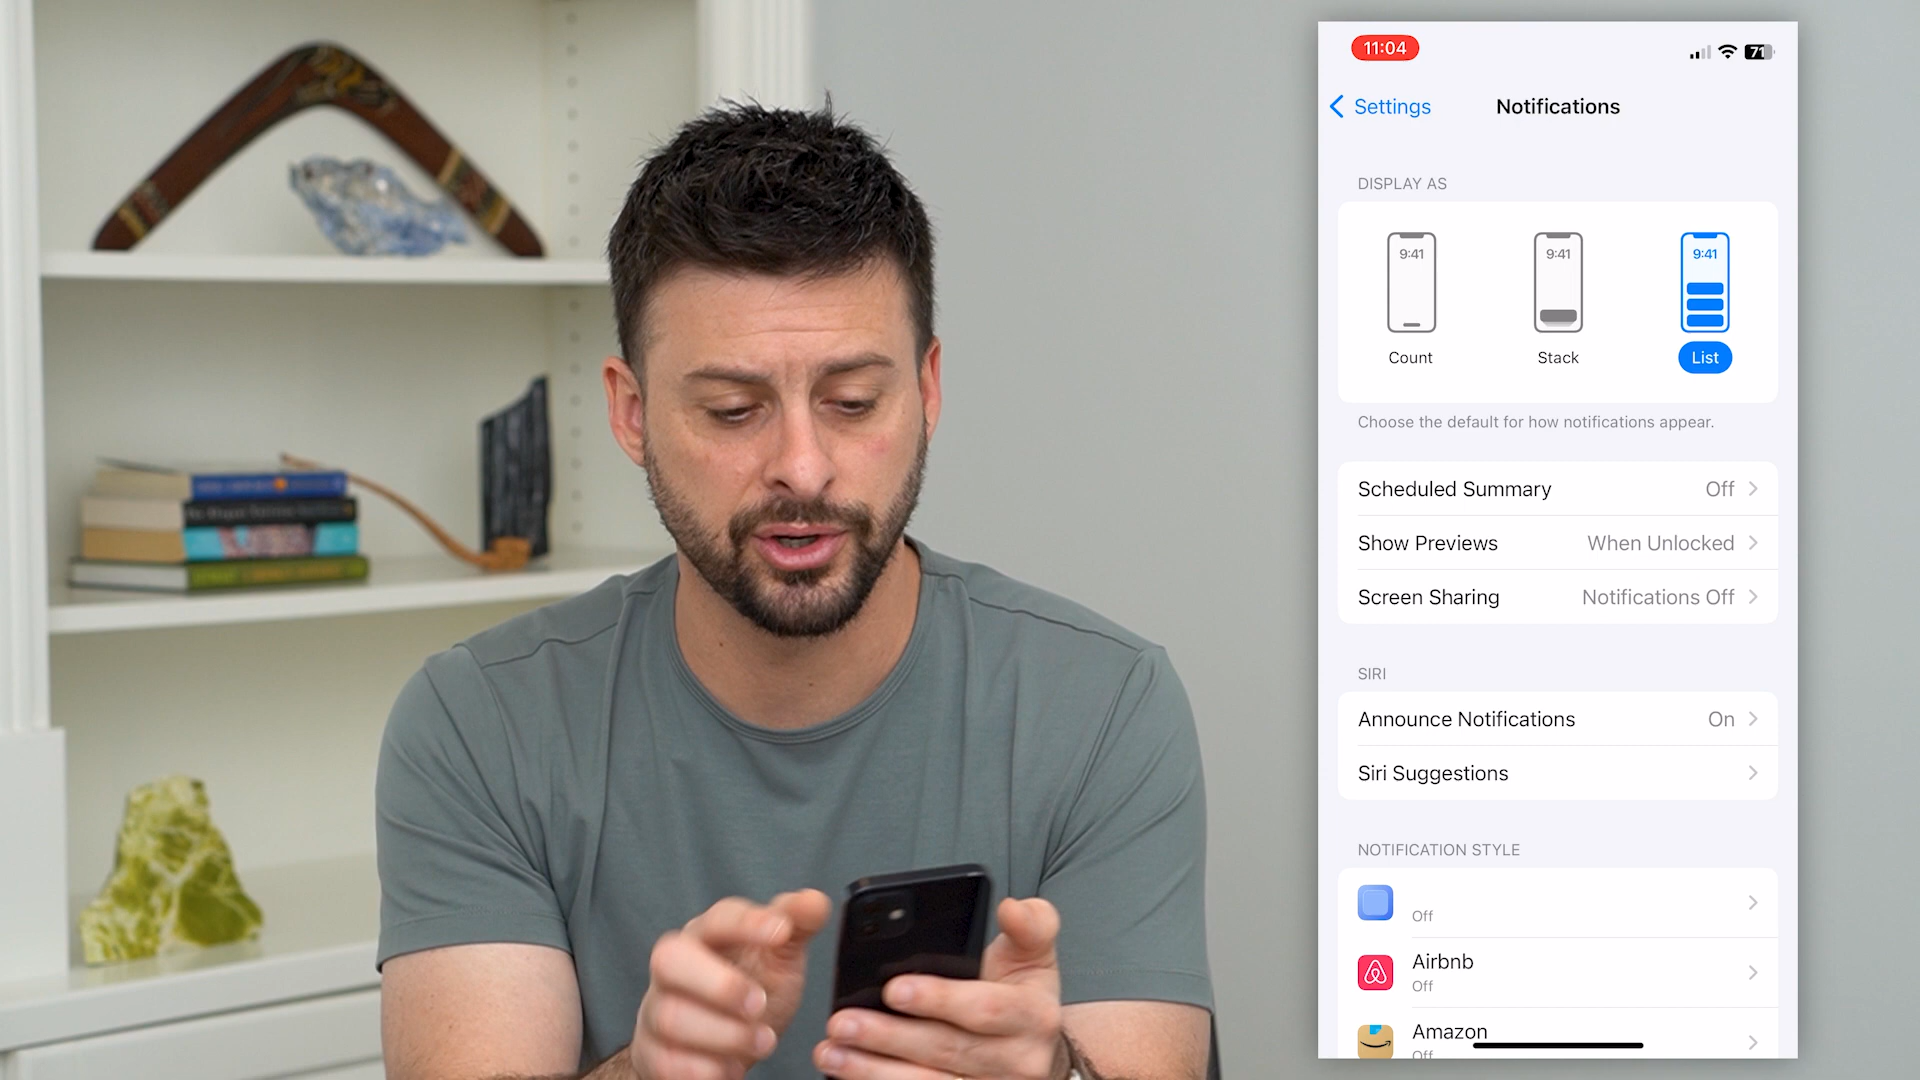 11:04
71
Settings
Notifications
DISPLAY AS
9:41
9:41
9:41
Count
Stack
List
Choose the default for how notifications appear.
Scheduled Summary Off
Show Previews When Unlocked
Screen Sharing Notifications Off
SIRI
Announce Notifications On
Siri Suggestions
NOTIFICATION STYLE
Off
Airbnb
Off
Amazon
Off